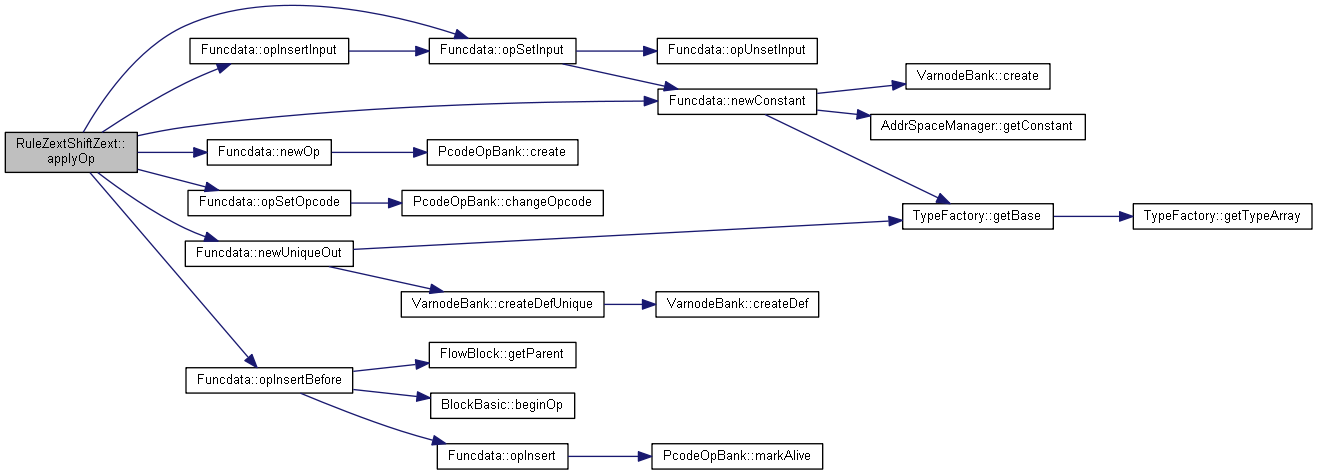 RuleZextShiftZext::
applyOp
Funcdata::opInsertInput
Funcdata::opSetInput
Funcdata::opUnsetInput
Funcdata::newConstant
VarnodeBank::create
AddrSpaceManager::getConstant
Funcdata::newOp
PcodeOpBank::create
Funcdata::opSetOpcode
PcodeOpBank::changeOpcode
TypeFactory::getBase
TypeFactory::getTypeArray
Funcdata::newUniqueOut
VarnodeBank::createDefUnique
VarnodeBank::createDef
Funcdata::opInsertBefore
FlowBlock::getParent
BlockBasic::beginOp
Funcdata::opInsert
PcodeOpBank::markAlive